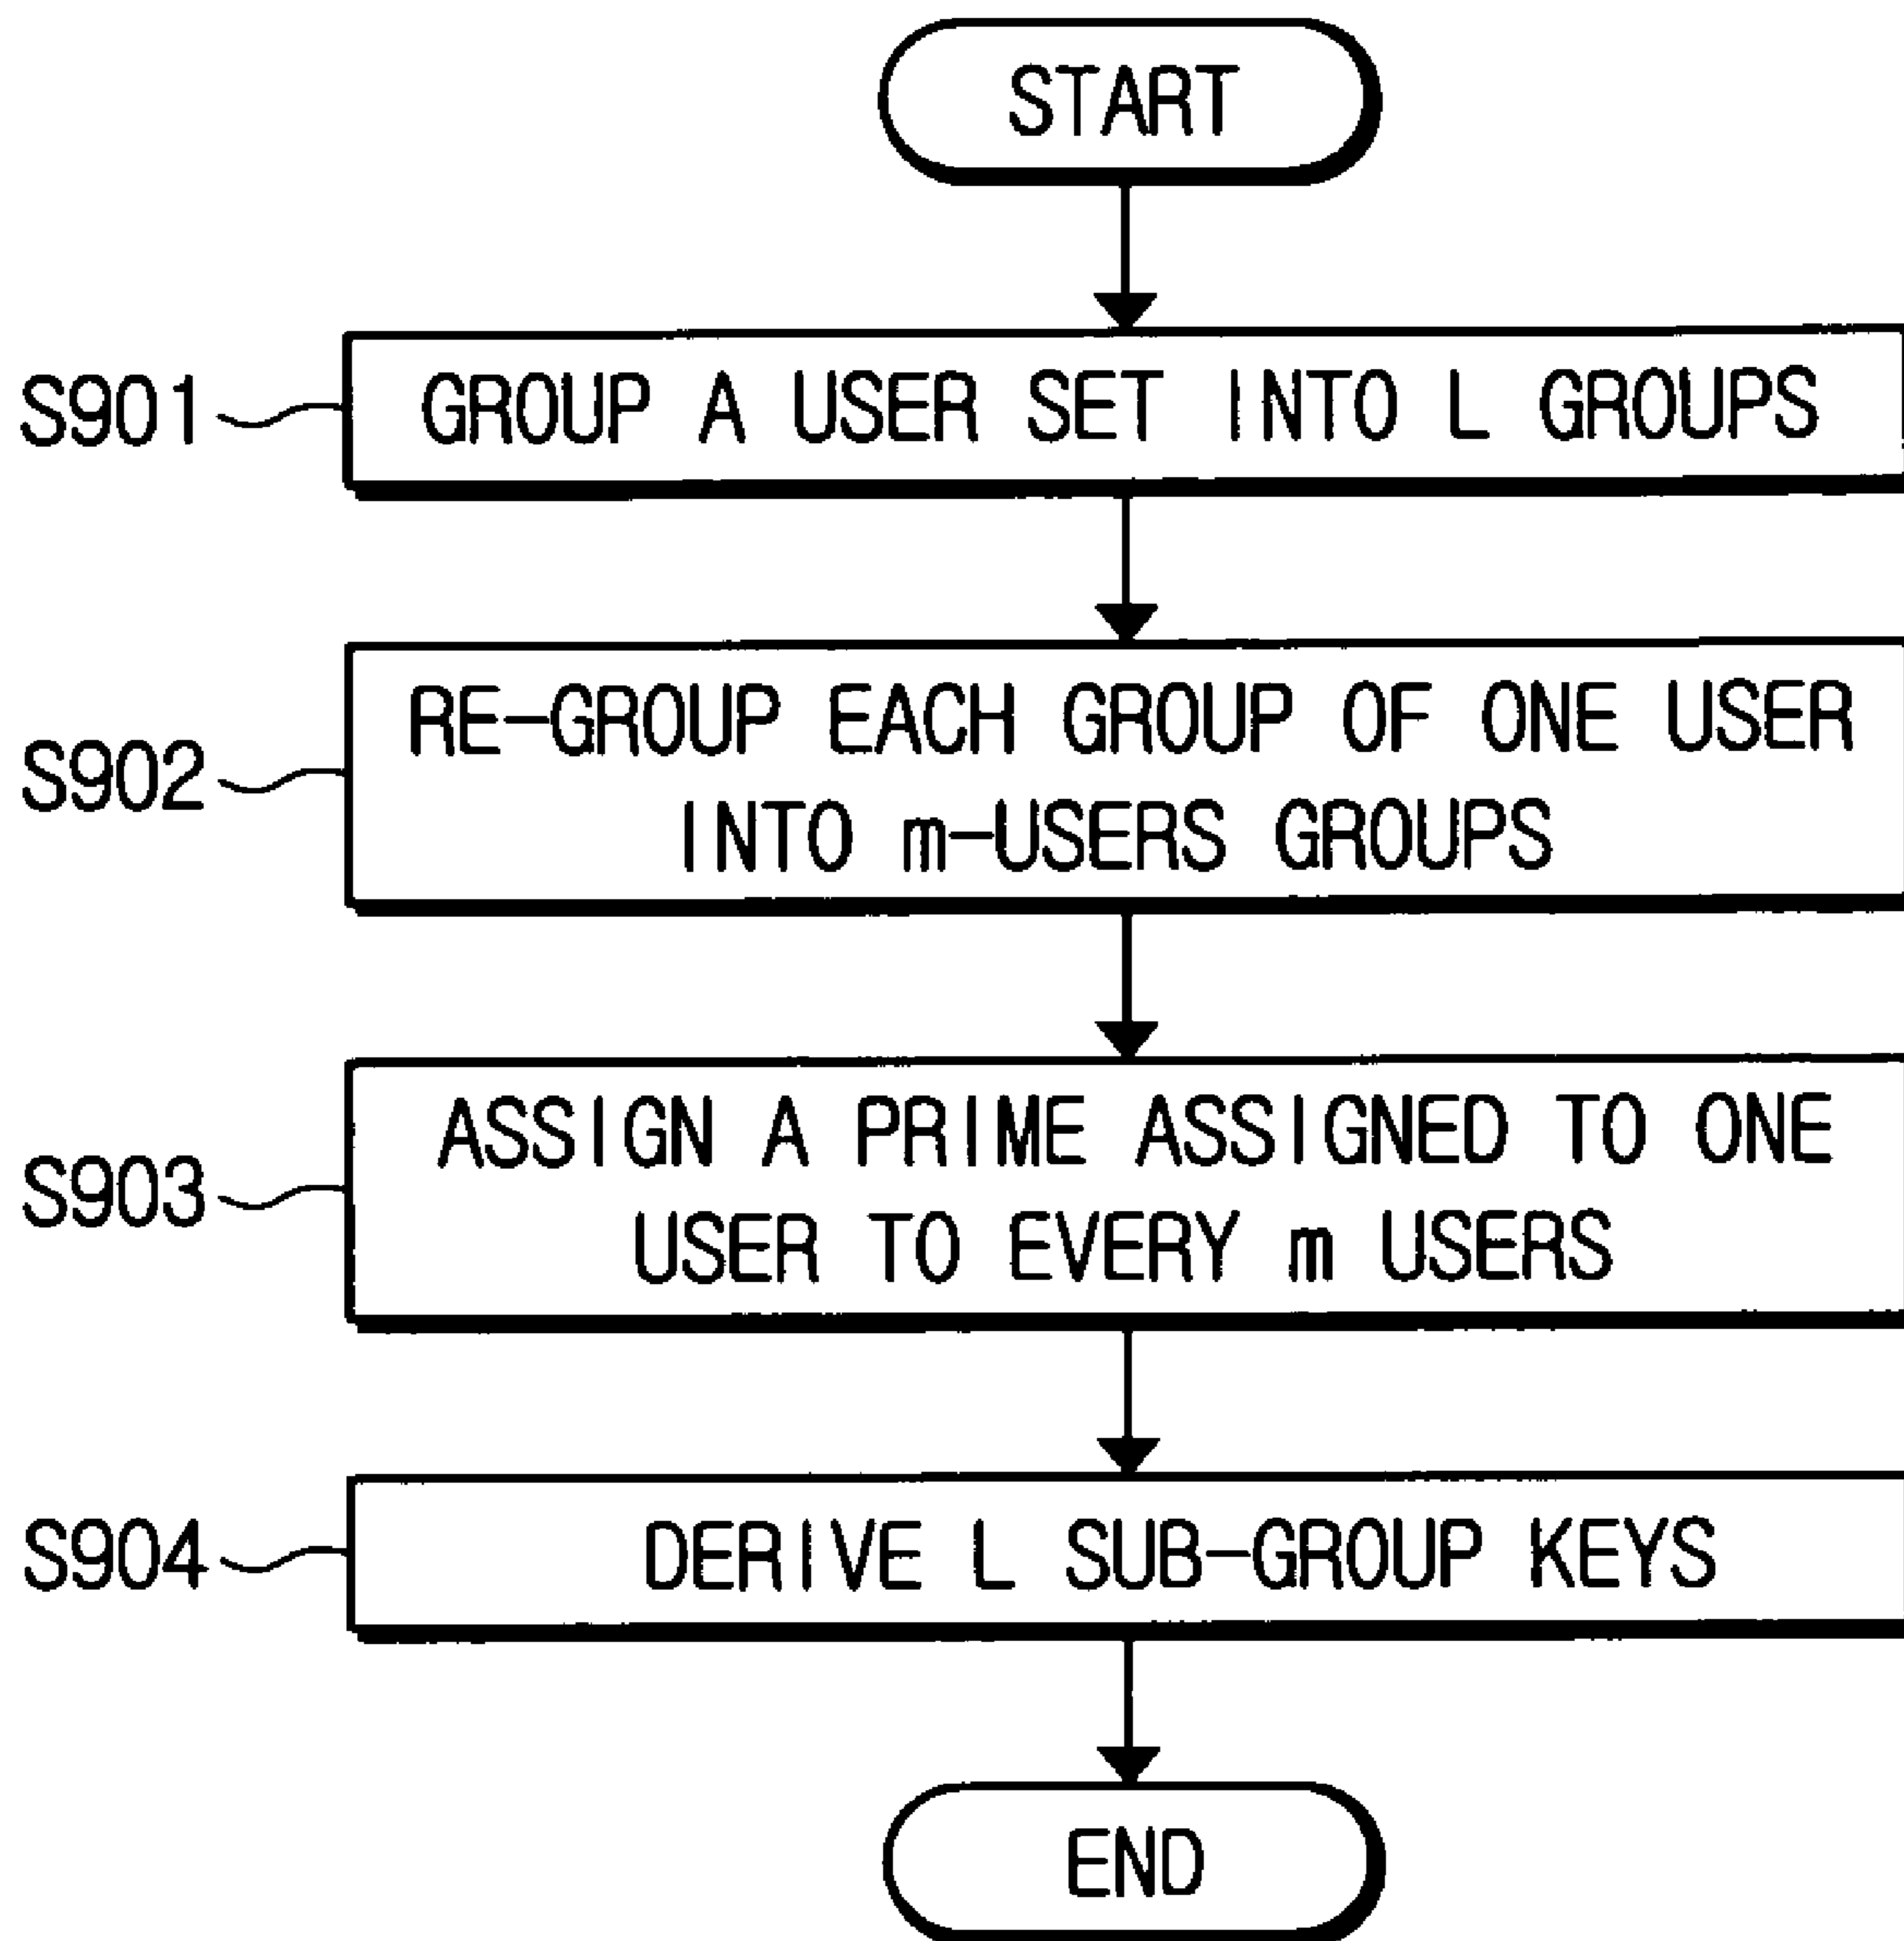 START
S901
GROUP A USER SET INTO L GROUPS
S902
RE-GROUP EACH GROUP OF ONE USER
INTO m-USERS GROUPS
S903
ASSIGN A PRIME ASSIGNED TO ONE
USER TO EVERY m USERS
S904
DERIVE L SUB-GROUP KEYS
END